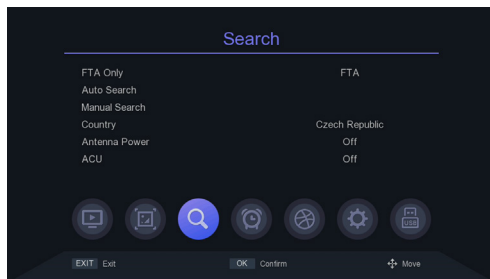 Search
FTA Only FTA
Auto Search
Manual Search
Country Czech Republic
Antenna Power Off
ACU Off
USB
EXIT Exit OK Confirm Move